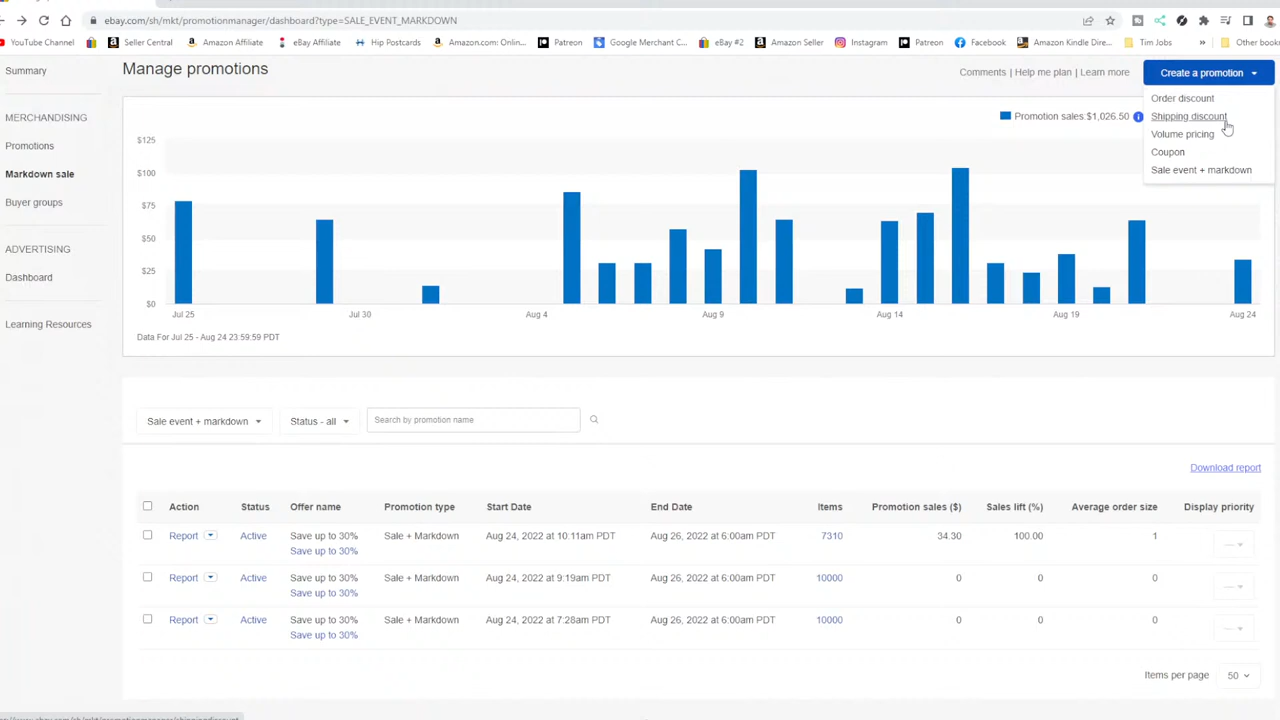 ebay.com/sh/mkt/promotionmanager/dashboard?type=SALE_EVENT_MARKDOWN
YouTube Channel Seller Central Amazon Affiliate eBay Affiliate Hip Postcards Amazon.com: Onlin... Patreon Google Merchant C... eBay #2 Amazon Seller Instagram Patreon Facebook Amazon Kindle Dire... Tim Jobs » Other book
Summary
MERCHANDISING
Promotions
Markdown sale
Buyer groups
ADVERTISING
Dashboard
Learning Resources
Manage promotions
Comments | Help me plan | Learn more
Create a promotion
Order discount
Shipping discount
Volume pricing
Coupon
Sale event + markdown
Promotion sales:$1,026.50
$125
$100
$75
$50
$25
$0
Jul 25 Jul 30 Aug 4 Aug 9 Aug 14 Aug 19 Aug 24
Data For Jul 25 - Aug 24 23:59:59 PDT
Sale event + markdown Status - all Search by promotion name
Download report
Action Status Offer name Promotion type Start Date End Date Items Promotion sales ($) Sales lift (%) Average order size Display priority
Report Active Save up to 30% Sale + Markdown Aug 24, 2022 at 10:11am PDT Aug 26, 2022 at 6:00am PDT 7310 34.30 100.00 1
Save up to 30%
Report Active Save up to 30% Sale + Markdown Aug 24, 2022 at 9:19am PDT Aug 26, 2022 at 6:00am PDT 10000 0 0 0
Save up to 30%
Report Active Save up to 30% Sale + Markdown Aug 24, 2022 at 7:28am PDT Aug 26, 2022 at 6:00am PDT 10000 0 0 0
Save up to 30%
Items per page 50